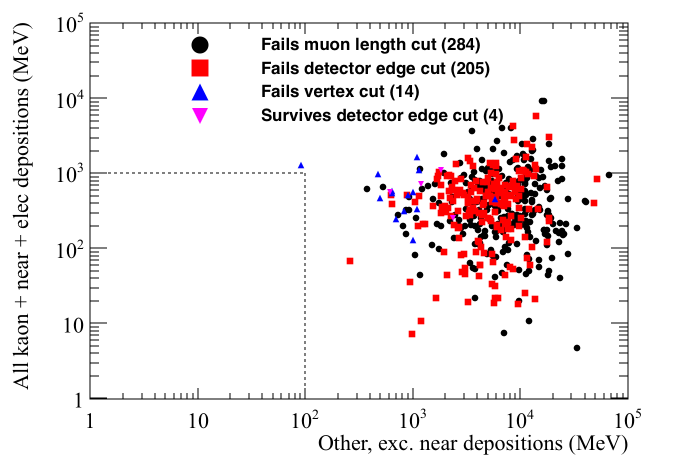 All kaon + near + elec depositions (MeV)
10^5
10^4
10^3
10^2
10
1
Fails muon length cut (284)
Fails detector edge cut (205)
Fails vertex cut (14)
Survives detector edge cut (4)
1 10 10^2 10^3 10^4 10^5
Other, exc. near depositions (MeV)